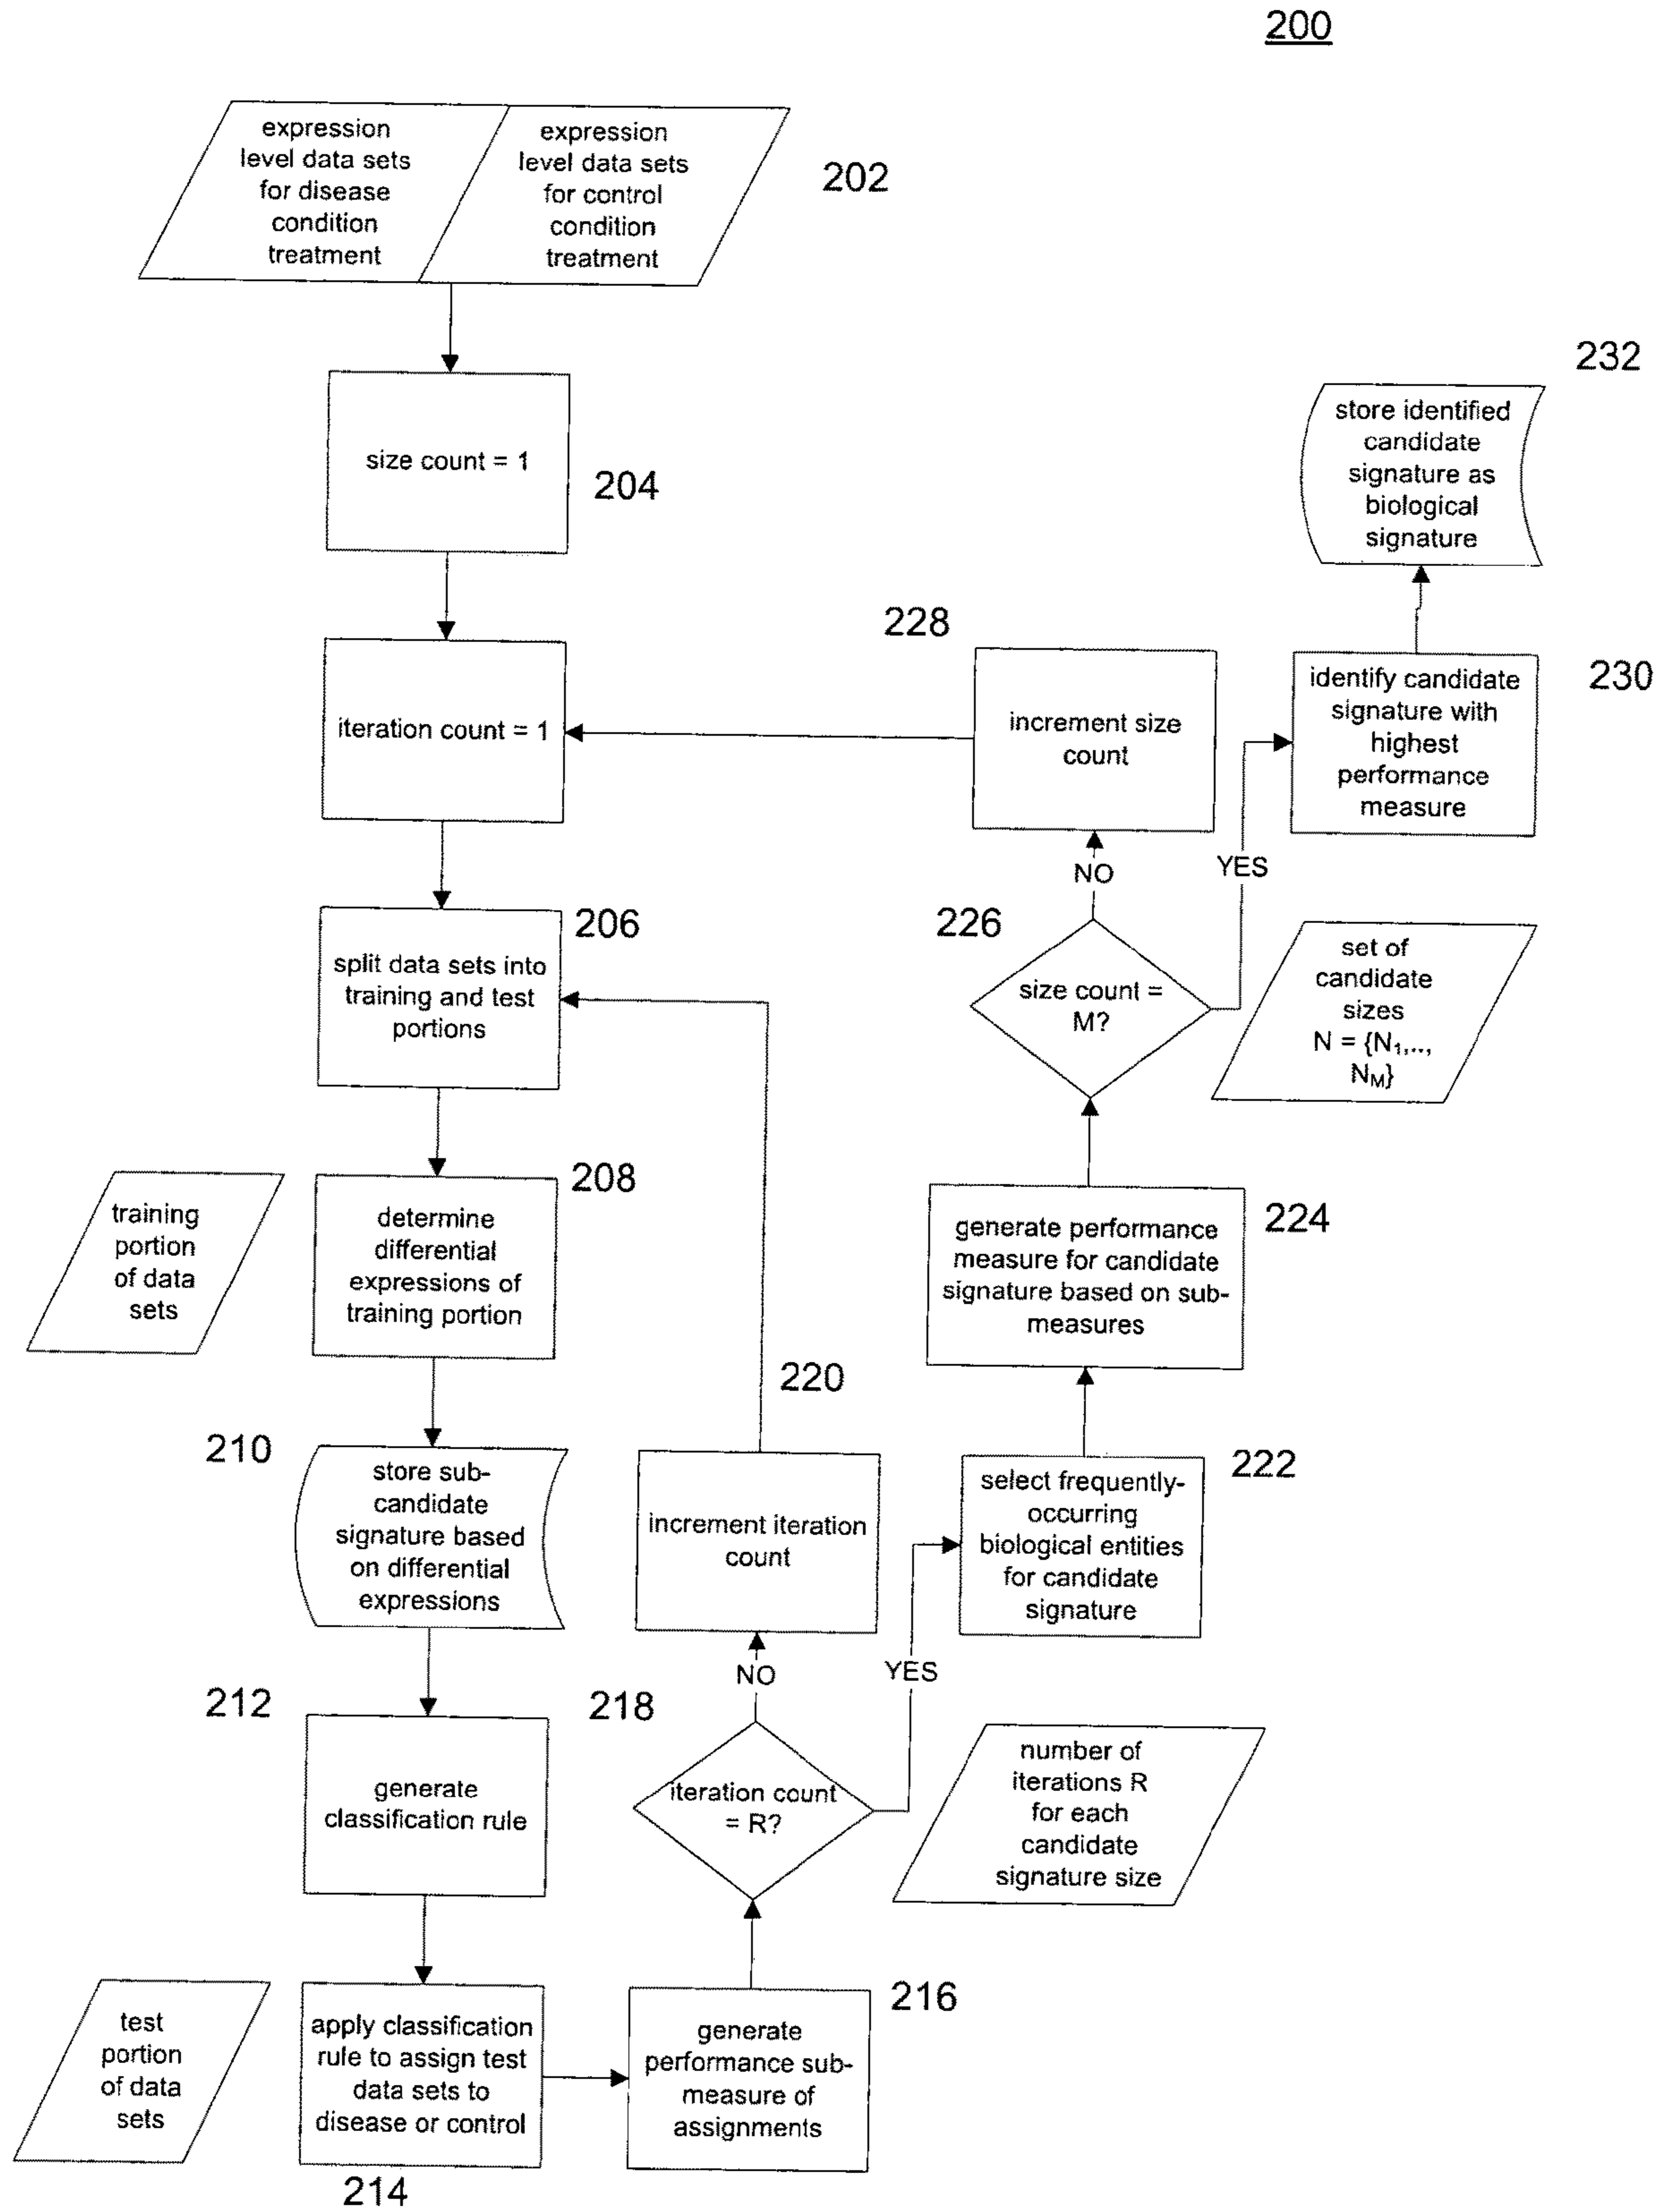 200
expression
level data sets
for disease
condition
treatment
expression
level data sets
for control
condition
treatment
202
size count = 1
204
iteration count = 1
206
split data sets into
training and test
portions
208
determine
differential
expressions of
training portion
training
portion
of data
sets
210
store sub-
candidate
signature based
on differential
expressions
212
generate
classification rule
test
portion
of data
sets
apply classification
rule to assign test
data sets to
disease or control
214
216
generate
performance sub-
measure of
assignments
218
iteration count
= R?
NO
YES
number of
iterations R
for each
candidate
signature size
220
increment iteration
count
222
select frequently-
occurring
biological entities
for candidate
signature
224
generate performance
measure for candidate
signature based on sub-
measures
226
size count =
M?
NO
YES
set of
candidate
sizes
N = {N₁,..,
Nₘ}
228
increment size
count
230
identify candidate
signature with
highest
performance
measure
232
store identified
candidate
signature as
biological
signature